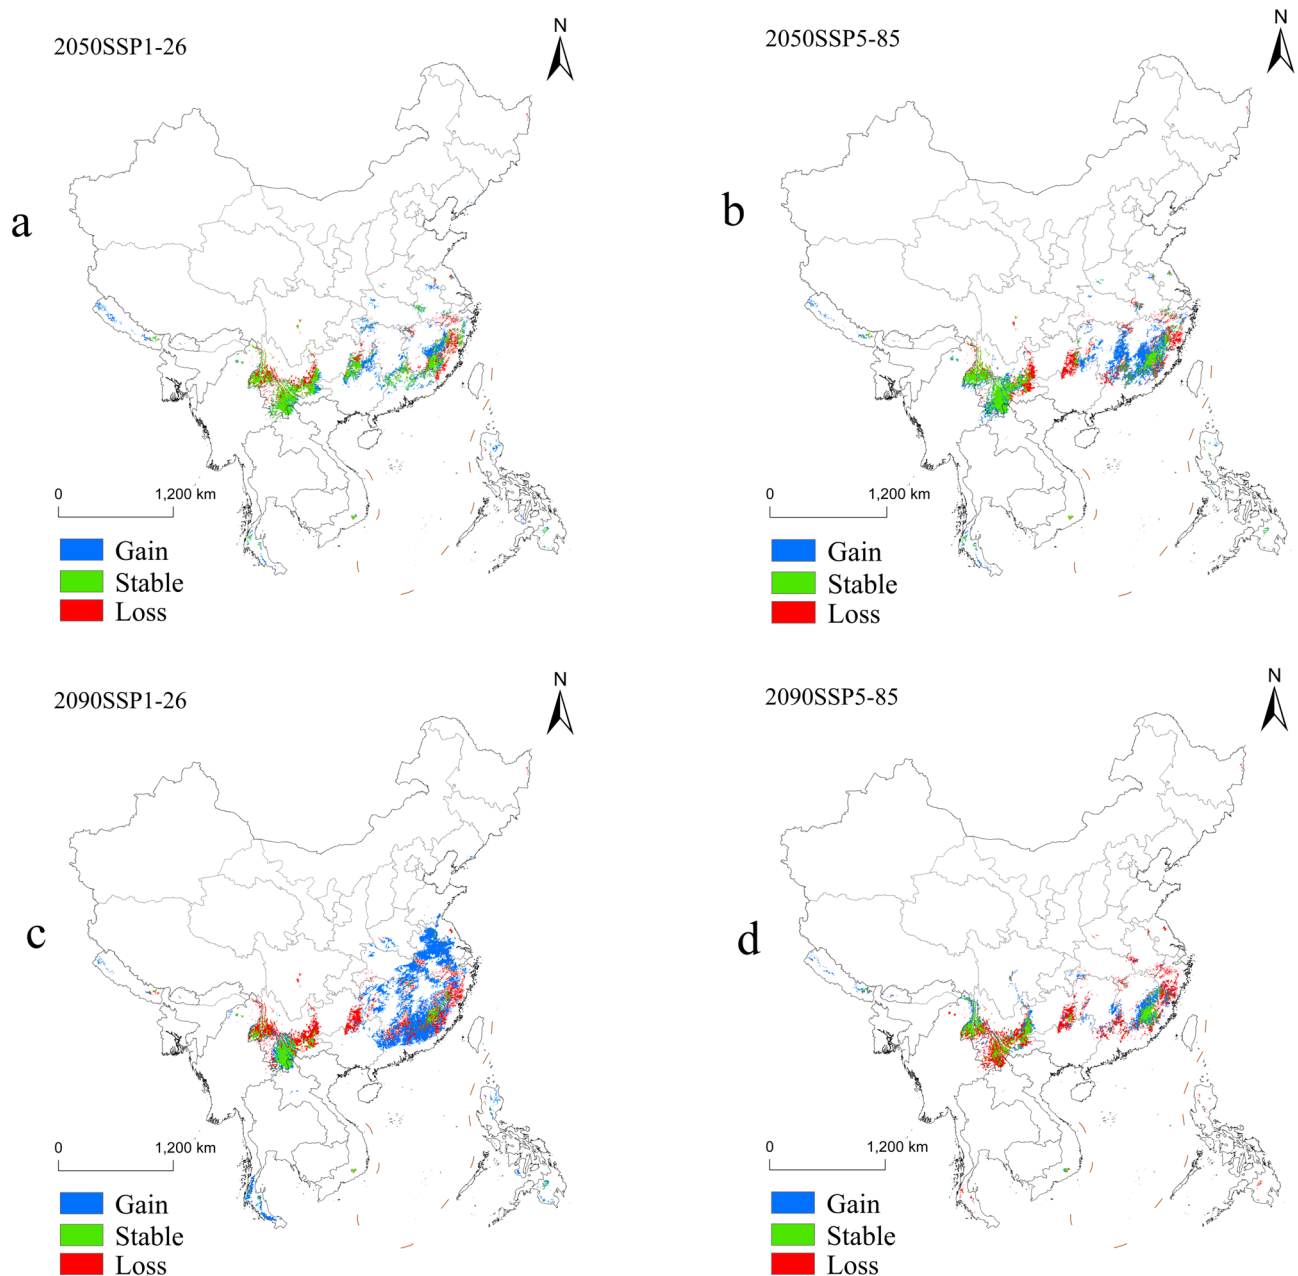 2050SSP1-26
N
a
0 1,200 km
Gain
Stable
Loss
2050SSP5-85
N
b
0 1,200 km
Gain
Stable
Loss
2090SSP1-26
N
c
0 1,200 km
Gain
Stable
Loss
2090SSP5-85
N
d
0 1,200 km
Gain
Stable
Loss